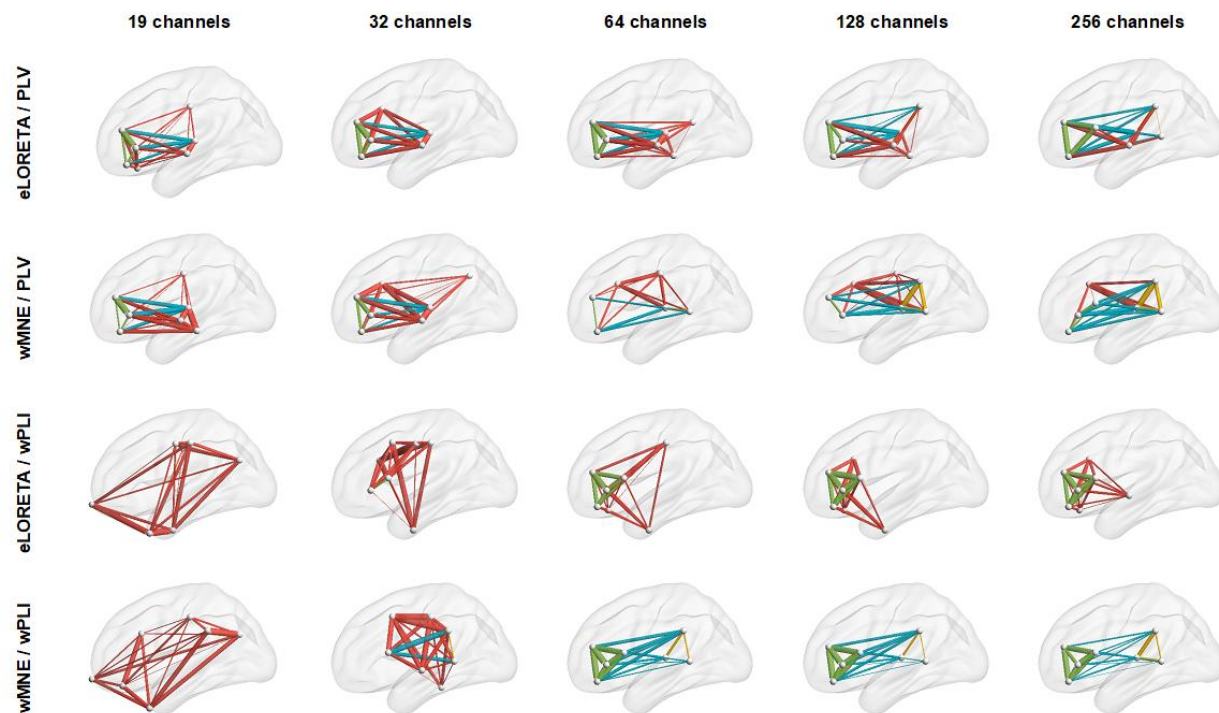 19 channels 32 channels 64 channels 128 channels 256 channels
eLORETA / PLV
wMNE / PLV
eLORETA / wPLI
wMNE / wPLI